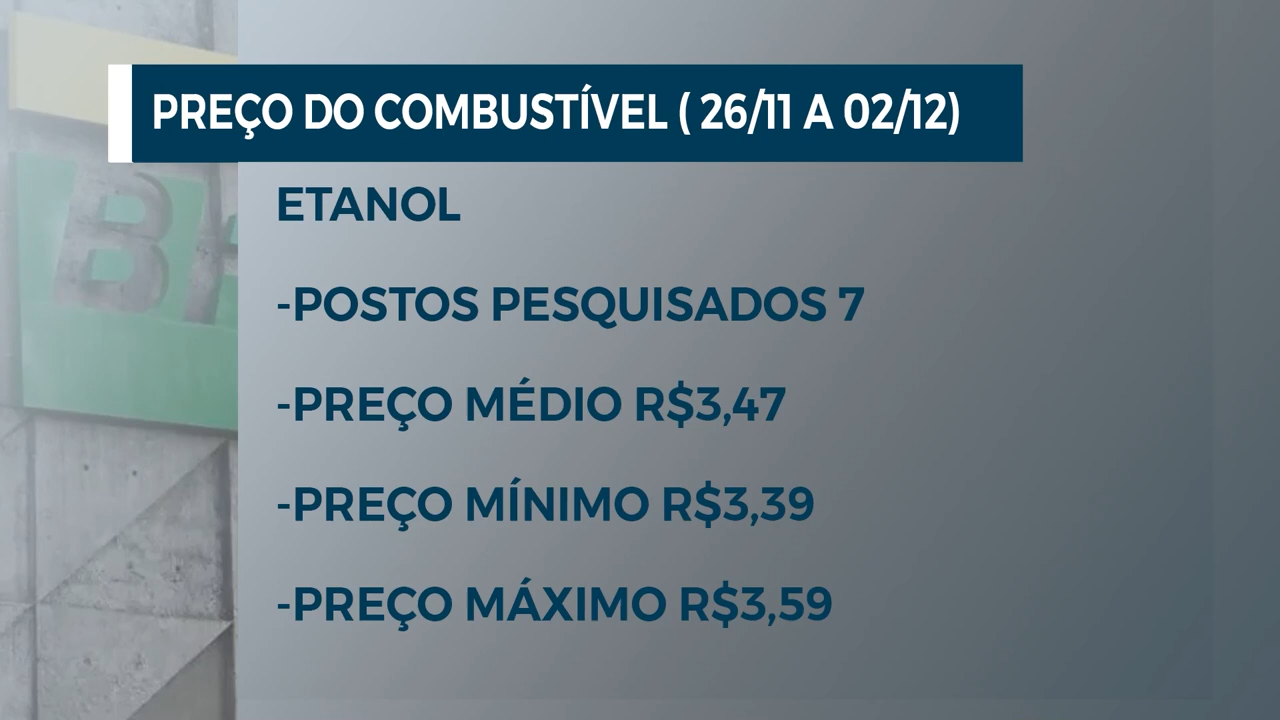 PREÇO DO COMBUSTÍVEL ( 26/11 A 02/12)
BR
ETANOL
-POSTOS PESQUISADOS 7
-PREÇO MÉDIO R$3,47
-PREÇO MÍNIMO R$3,39
-PREÇO MÁXIMO R$3,59